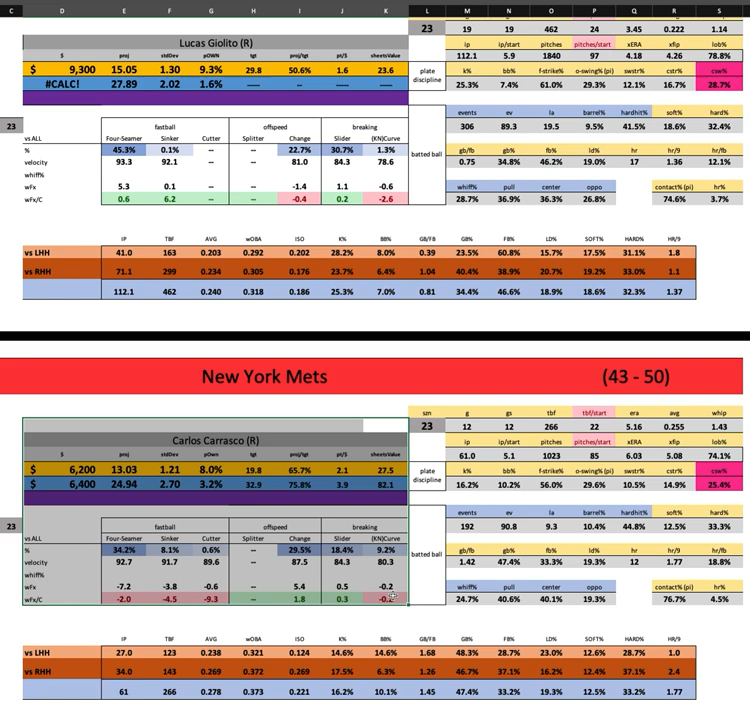 C D E F G H I J K L M N O P Q R S
23 19 19 462 24 3.45 0.222 1.14
ip ip/start pitches pitches/start xERA xfip lob%
Lucas Giolito (R) 112.1 5.9 1840 97 4.18 4.26 78.8%
$ proj stdDev pOWN tgt proj/tgt pt/$ sheetsValue
$ 9,300 15.05 1.30 9.3% 29.8 50.6% 1.6 23.6 plate discipline k% bb% f-strike% o-swing% (pi) swstr% cstr% csw%
#CALC! 27.89 2.02 1.6% ---- -- ---- ---- 25.3% 7.4% 61.0% 29.3% 12.1% 16.7% 28.7%
events ev la barrel% hardhit% soft% hard%
23 fastball offspeed breaking 306 89.3 19.5 9.5% 41.5% 18.6% 32.4%
vs ALL Four-Seamer Sinker Cutter Splitter Change Slider (KN)Curve
% 45.3% 0.1% -- -- 22.7% 30.7% 1.3% batted ball gb/fb gb% fb% ld% hr hr/9 hr/fb
velocity 93.3 92.1 -- -- 81.0 84.3 78.6 0.75 34.8% 46.2% 19.0% 17 1.36 12.1%
whiff%
wFx 5.3 0.1 -- -- -1.4 1.1 -0.6 whiff% pull center oppo contact% (pi) hr%
wFx/C 0.6 6.2 -- -- -0.4 0.2 -2.6 28.7% 36.9% 36.3% 26.8% 74.6% 3.7%
IP TBF AVG wOBA ISO K% BB% GB/FB GB% FB% LD% SOFT% HARD% HR/9
vs LHH 41.0 163 0.203 0.292 0.202 28.2% 8.0% 0.39 23.5% 60.8% 15.7% 17.5% 31.1% 1.8
vs RHH 71.1 299 0.234 0.305 0.176 23.7% 6.4% 1.04 40.4% 38.9% 20.7% 19.2% 33.0% 1.1
112.1 462 0.240 0.318 0.186 25.3% 7.0% 0.81 34.4% 46.6% 18.9% 18.6% 32.3% 1.37
New York Mets (43 - 50)
szn g gs tbf tbf/start era avg whip
23 12 12 266 22 5.16 0.255 1.43
Carlos Carrasco (R) ip ip/start pitches pitches/start xERA xfip lob%
$ proj stdDev pOWN tgt proj/tgt pt/$ sheetsValue 61.0 5.1 1023 85 6.03 5.08 74.1%
$ 6,200 13.03 1.21 8.0% 19.8 65.7% 2.1 27.5 plate discipline k% bb% f-strike% o-swing% (pi) swstr% cstr% csw%
$ 6,400 24.94 2.70 3.2% 32.9 75.8% 3.9 82.1 16.2% 10.2% 56.0% 29.6% 10.5% 14.9% 25.4%
events ev la barrel% hardhit% soft% hard%
23 fastball offspeed breaking 192 90.8 9.3 10.4% 44.8% 12.5% 33.3%
vs ALL Four-Seamer Sinker Cutter Splitter Change Slider (KN)Curve
% 34.2% 8.1% 0.6% -- 29.5% 18.4% 9.2% batted ball gb/fb gb% fb% ld% hr hr/9 hr/fb
velocity 92.7 91.7 89.6 -- 87.5 84.3 80.3 1.42 47.4% 33.3% 19.3% 12 1.77 18.8%
whiff%
wFx -7.2 -3.8 -0.6 5.4 0.5 -0.2 whiff% pull center oppo contact% (pi) hr%
wFx/C -2.0 -4.5 -9.3 -- 1.8 0.3 24.7% 40.6% 40.1% 19.3% 76.7% 4.5%
IP TBF AVG wOBA ISO K% BB% GB/FB GB% FB% LD% SOFT% HARD% HR/9
vs LHH 27.0 123 0.238 0.321 0.124 14.6% 14.6% 1.68 48.3% 28.7% 23.0% 12.6% 28.7% 1.0
vs RHH 34.0 143 0.269 0.372 0.269 17.5% 6.3% 1.26 46.7% 37.1% 16.2% 12.4% 37.1% 2.4
61 266 0.278 0.373 0.221 16.2% 10.1% 1.45 47.4% 33.2% 19.3% 12.5% 33.2% 1.77